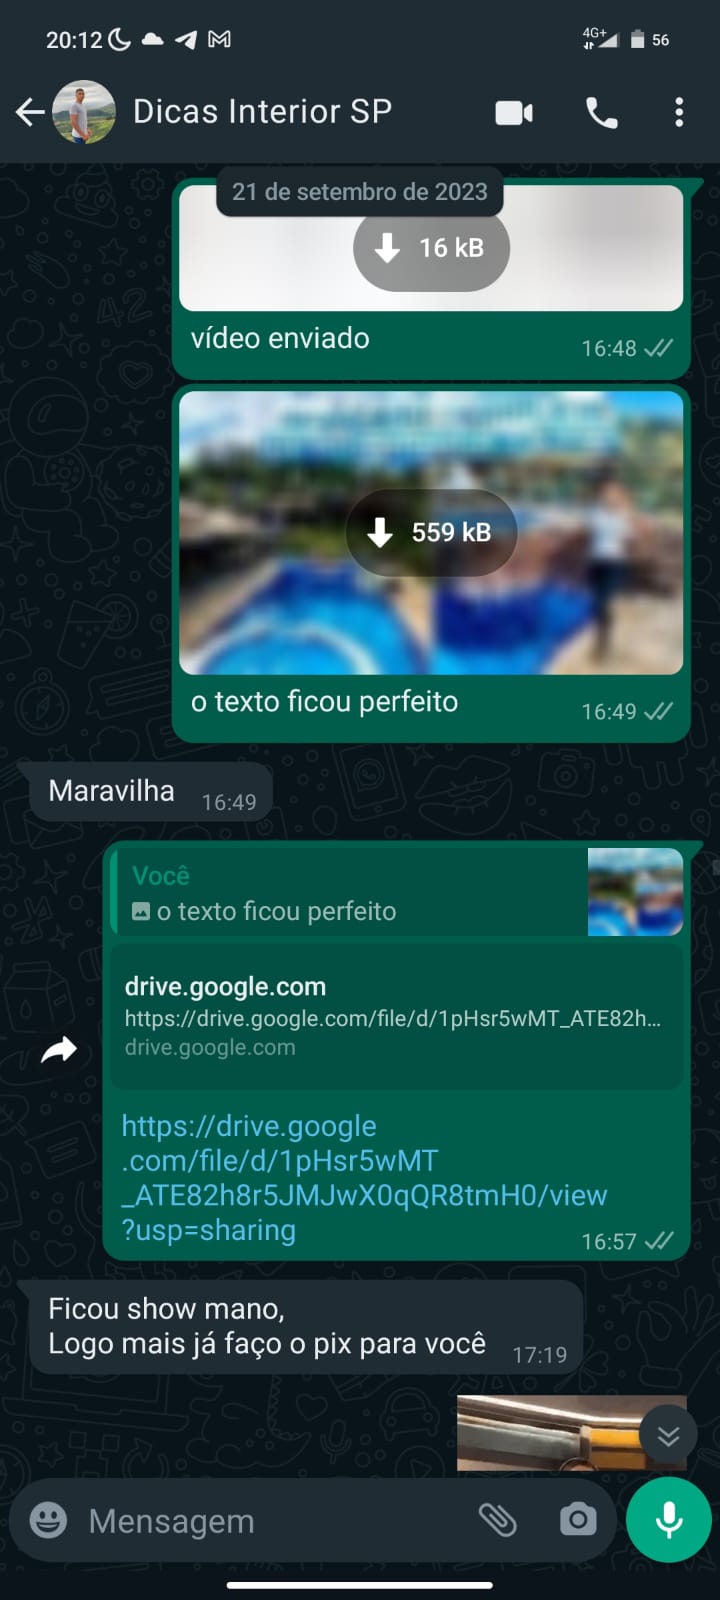 20:12
4G+
56
Dicas Interior SP
21 de setembro de 2023
16 kB
vídeo enviado
16:48
559 kB
o texto ficou perfeito
16:49
Maravilha
16:49
Você
o texto ficou perfeito
drive.google.com
https://drive.google.com/file/d/1pHsr5wMT_ATE82h...
drive.google.com
https://drive.google
.com/file/d/1pHsr5wMT
_ATE82h8r5JMJwX0qQR8tmH0/view
?usp=sharing
16:57
Ficou show mano,
Logo mais já faço o pix para você
17:19
Mensagem